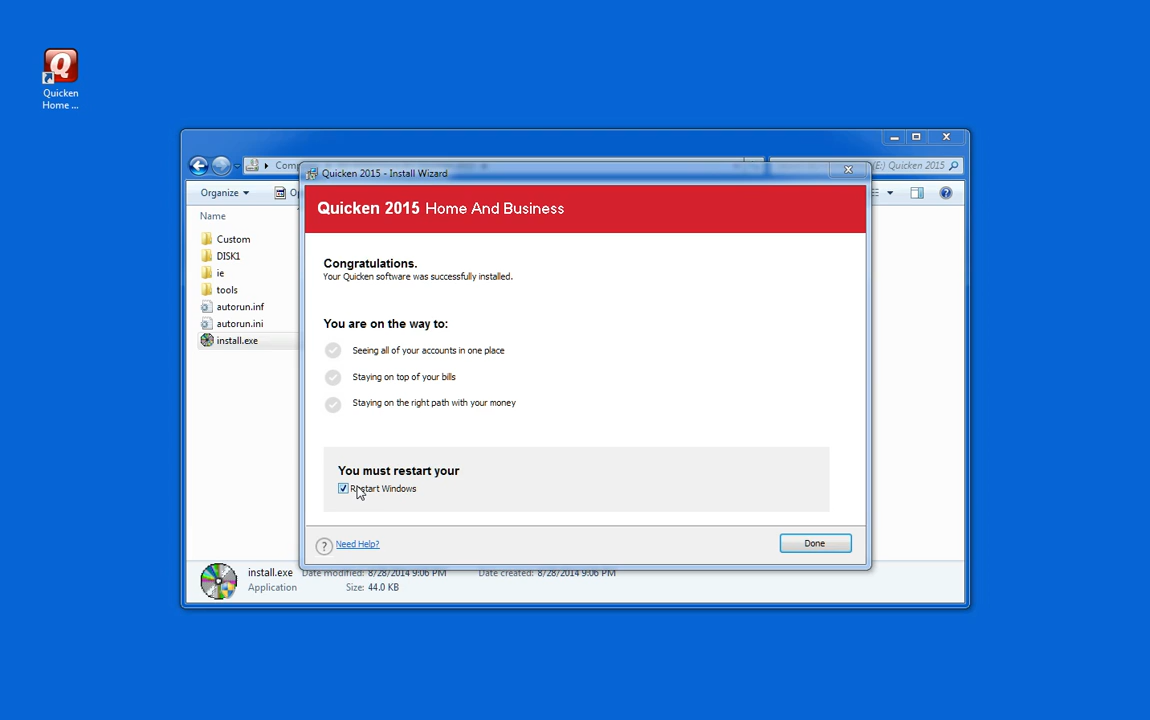 Quicken
Home ...
(E:) Quicken 2015
Organize
Name
Custom
DISK1
ie
tools
autorun.inf
autorun.ini
install.exe
Quicken 2015 - Install Wizard
Quicken 2015 Home And Business
Congratulations.
Your Quicken software was successfully installed.
You are on the way to:
Seeing all of your accounts in one place
Staying on top of your bills
Staying on the right path with your money
You must restart your
Restart Windows
Need Help?
Done
install.exe Date modified: 8/28/2014 9:06 PM Date created: 8/28/2014 9:06 PM
Application Size: 44.0 KB